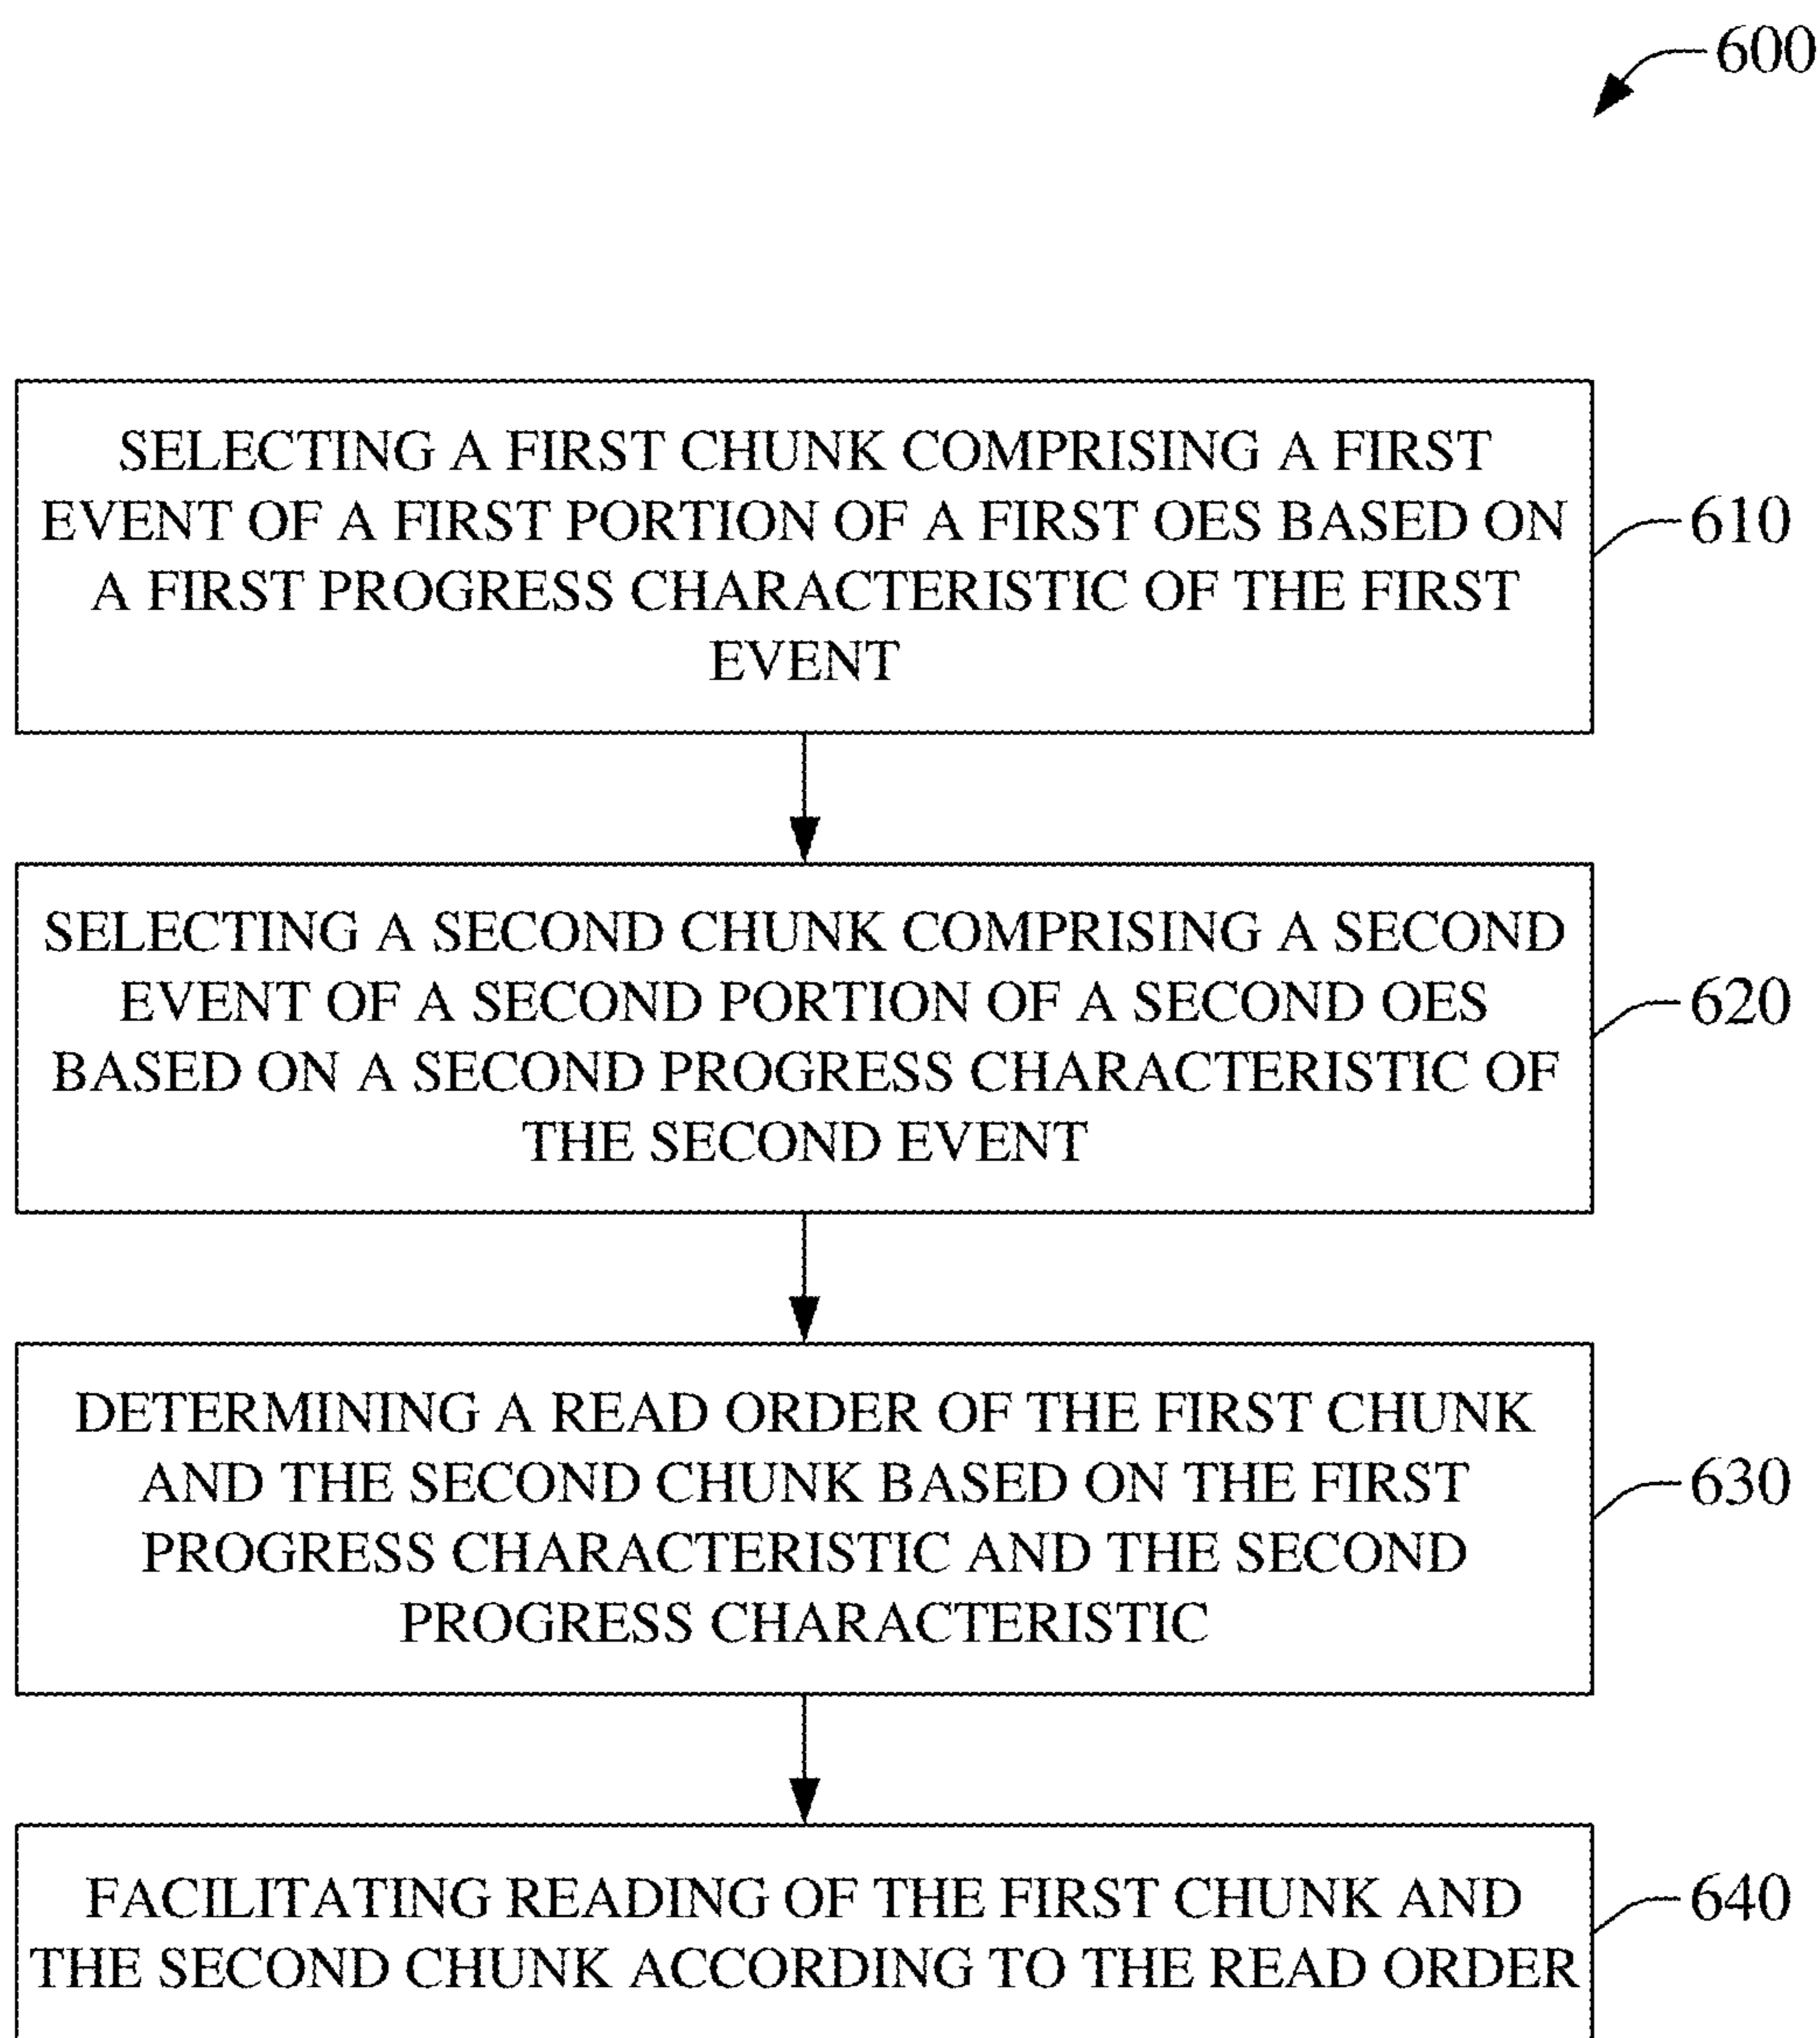 600
SELECTING A FIRST CHUNK COMPRISING A FIRST
EVENT OF A FIRST PORTION OF A FIRST OES BASED ON
A FIRST PROGRESS CHARACTERISTIC OF THE FIRST
EVENT
610
SELECTING A SECOND CHUNK COMPRISING A SECOND
EVENT OF A SECOND PORTION OF A SECOND OES
BASED ON A SECOND PROGRESS CHARACTERISTIC OF
THE SECOND EVENT
620
DETERMINING A READ ORDER OF THE FIRST CHUNK
AND THE SECOND CHUNK BASED ON THE FIRST
PROGRESS CHARACTERISTIC AND THE SECOND
PROGRESS CHARACTERISTIC
630
FACILITATING READING OF THE FIRST CHUNK AND
THE SECOND CHUNK ACCORDING TO THE READ ORDER
640